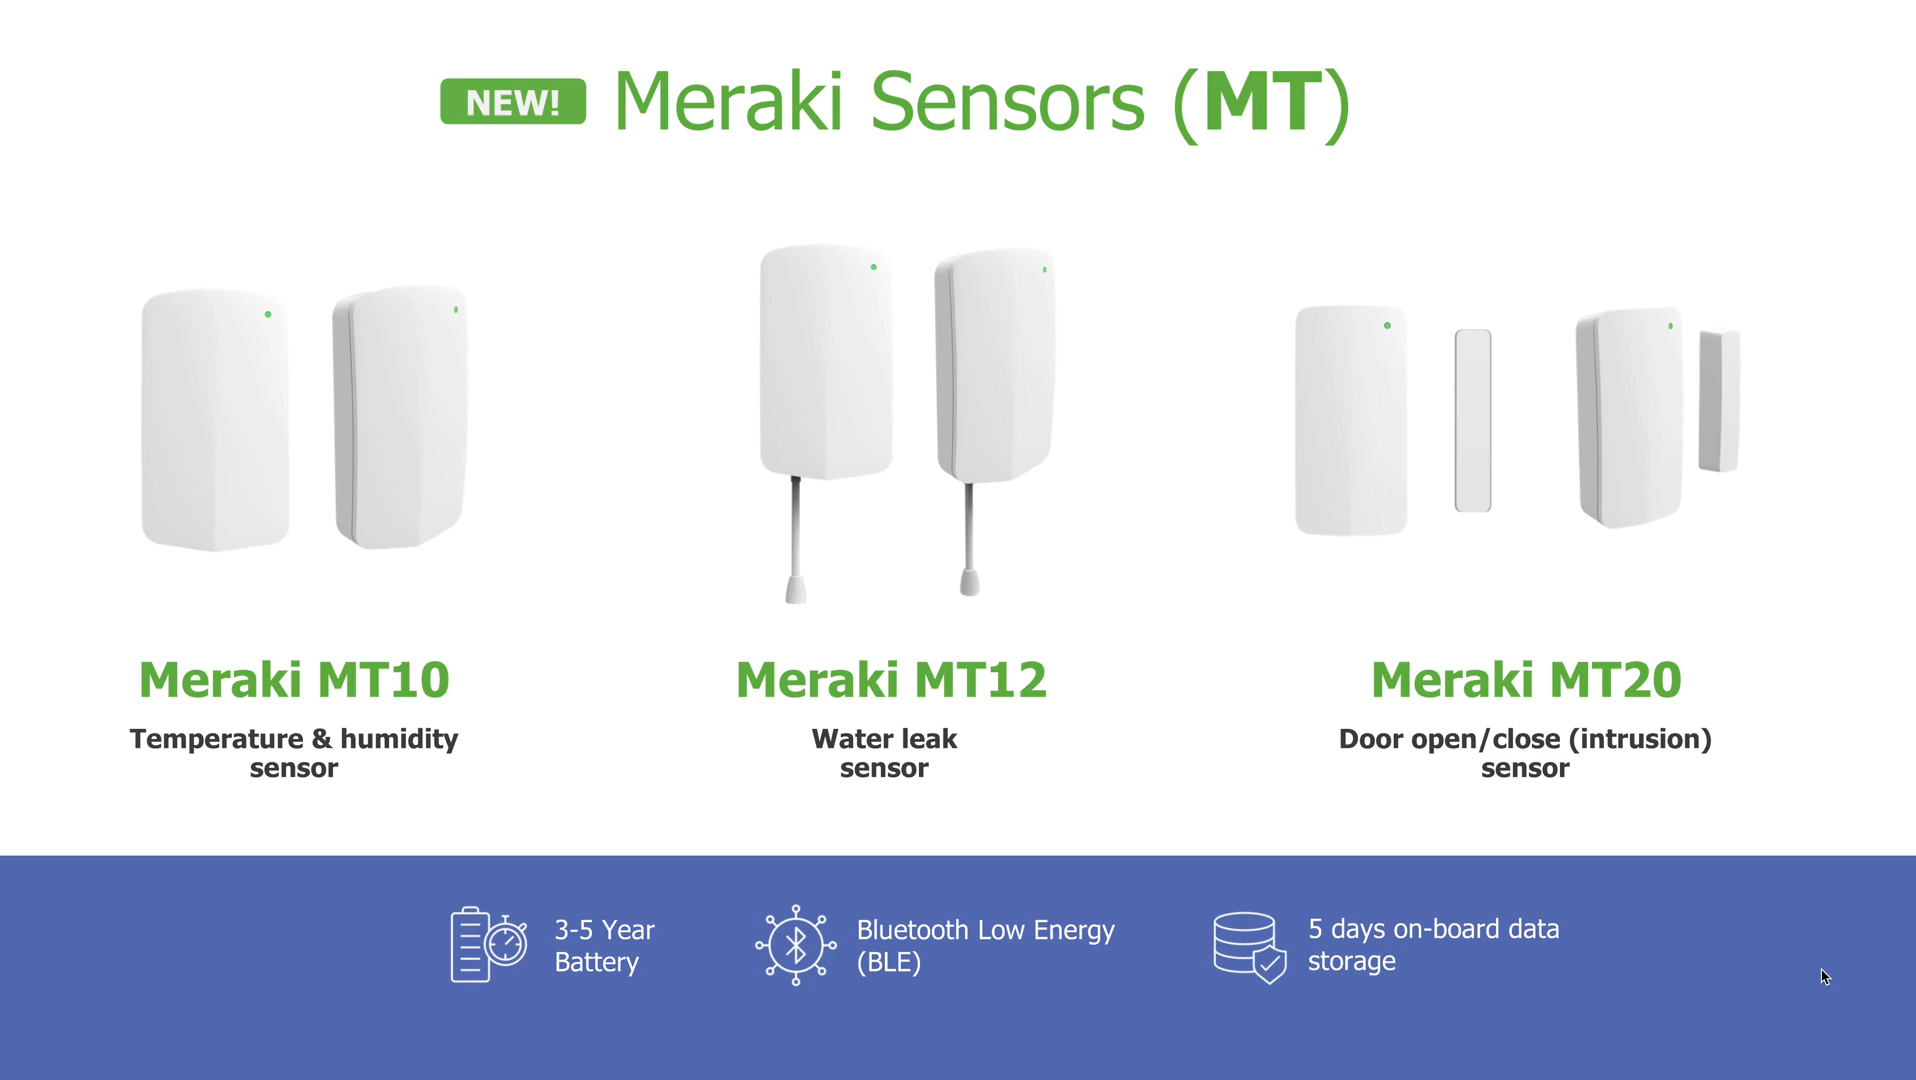 NEW! Meraki Sensors (MT)
Meraki MT10
Temperature & humidity
sensor
Meraki MT12
Water leak
sensor
Meraki MT20
Door open/close (intrusion)
sensor
3-5 Year
Battery
Bluetooth Low Energy
(BLE)
5 days on-board data
storage